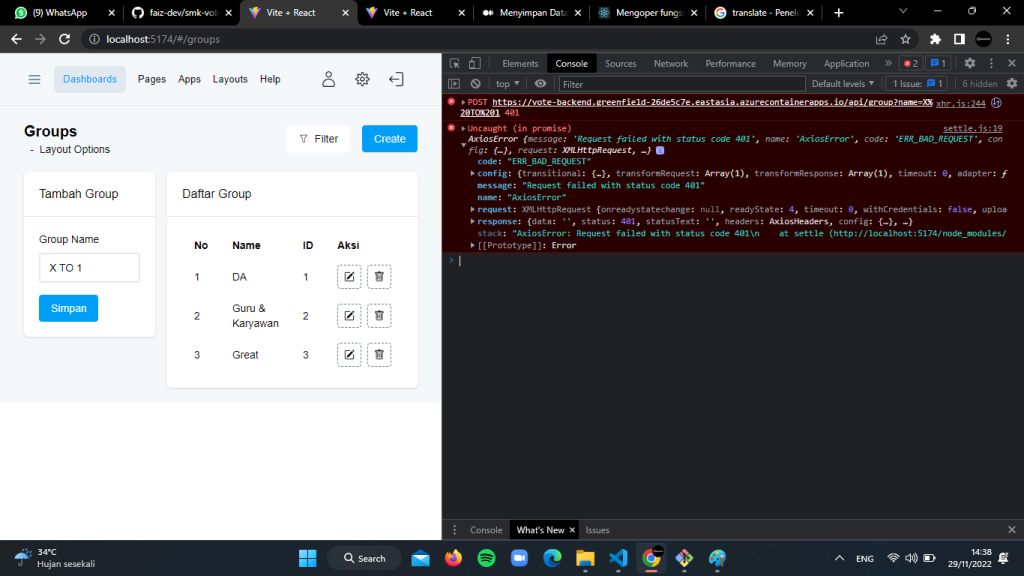 (9) WhatsApp
faiz-dev/smk-vot
Vite + React
Vite + React
Menyimpan Data
Mengoper fungs
translate - Penelu
localhost:5174/#/groups
Dashboards Pages Apps Layouts Help
Groups
- Layout Options
Filter
Create
Tambah Group
Group Name
X TO 1
Simpan
Daftar Group
No Name ID Aksi
1 DA 1
2 Guru & Karyawan 2
3 Great 3
Elements Console Sources Network Performance Memory Application » 2 1
top Filter Default levels 1 Issue: 1 6 hidden
POST https://vote-backend.greenfield-26de5c7e.eastasia.azurecontainerapps.io/api/group?name=X% xhr.js:244
20TO%201 401
Uncaught (in promise) settle.js:19
AxiosError {message: 'Request failed with status code 401', name: 'AxiosError', code: 'ERR_BAD_REQUEST', con
fig: {…}, request: XMLHttpRequest, …}
code: "ERR_BAD_REQUEST"
config: {transitional: {…}, transformRequest: Array(1), transformResponse: Array(1), timeout: 0, adapter: ƒ
message: "Request failed with status code 401"
name: "AxiosError"
request: XMLHttpRequest {onreadystatechange: null, readyState: 4, timeout: 0, withCredentials: false, uploa
response: {data: '', status: 401, statusText: '', headers: AxiosHeaders, config: {…}, …}
stack: "AxiosError: Request failed with status code 401\n    at settle (http://localhost:5174/node_modules/
[[Prototype]]: Error
Console What's New Issues
34°C
Hujan sesekali
Search
ENG
14:38
29/11/2022